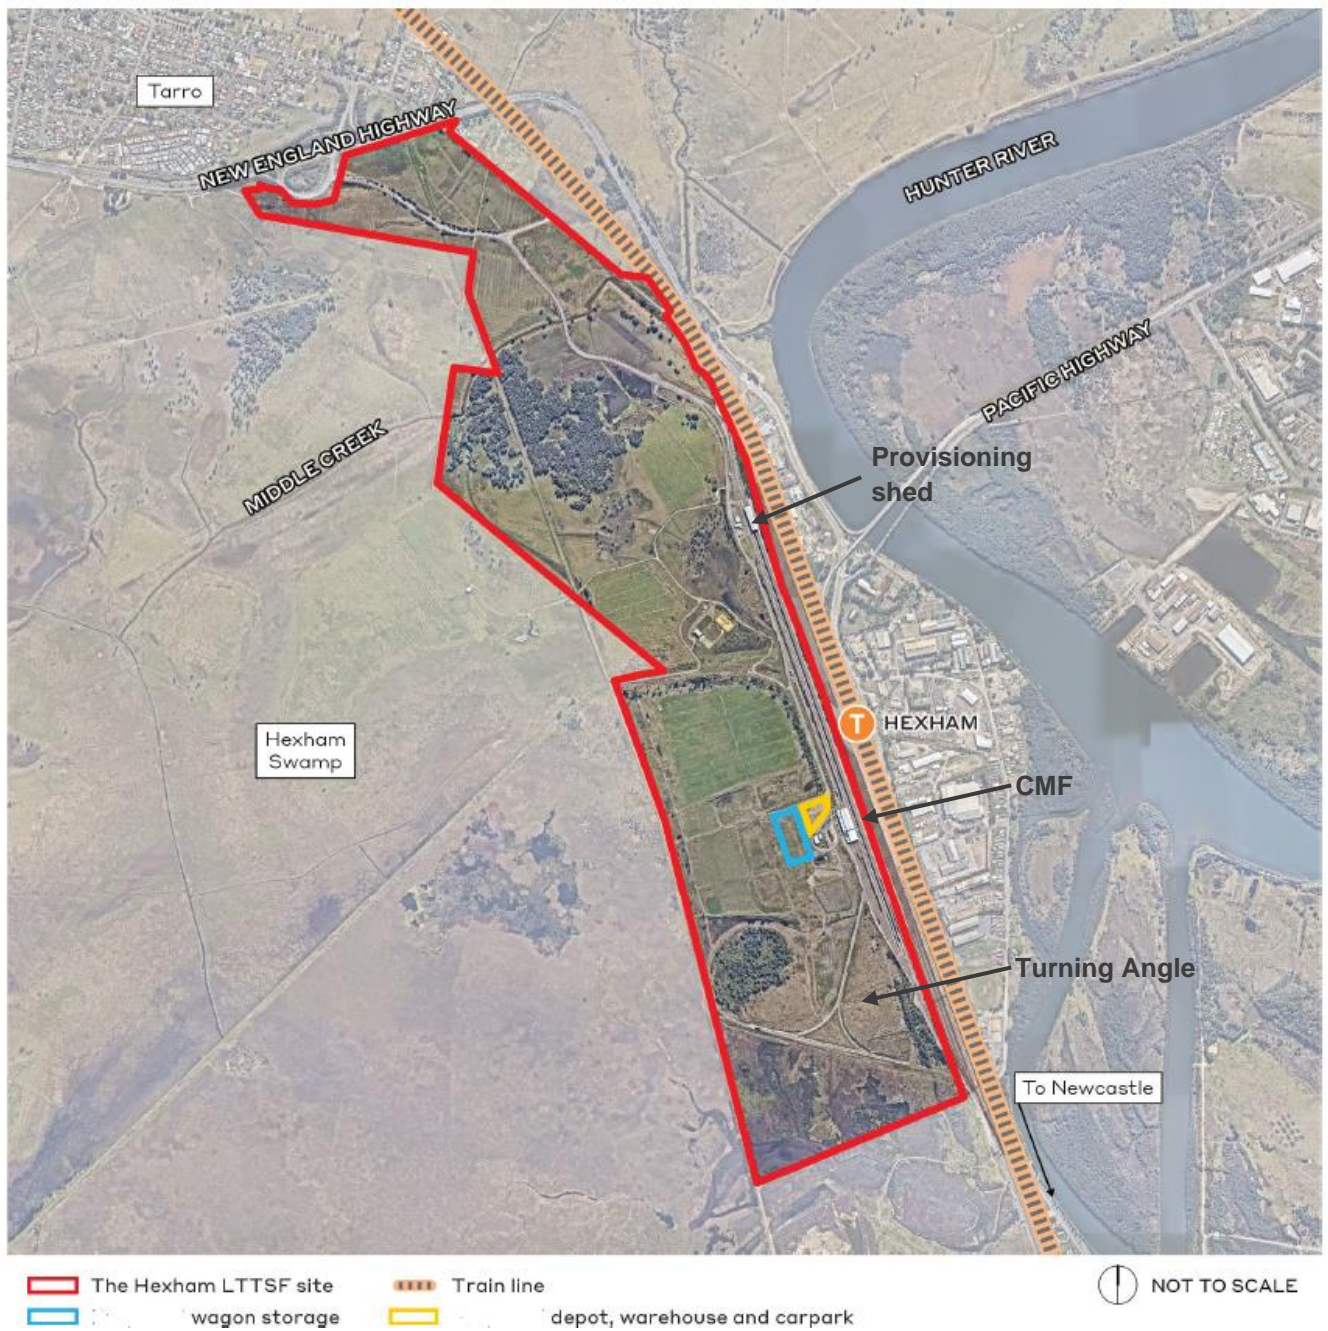 Tarro
NEW ENGLAND HIGHWAY
HUNTER RIVER
PACIFIC HIGHWAY
Provisioning
shed
MIDDLE CREEK
T HEXHAM
Hexham
Swamp
CMF
Turning Angle
To Newcastle
The Hexham LTTSF site
Train line
NOT TO SCALE
wagon storage
depot, warehouse and carpark